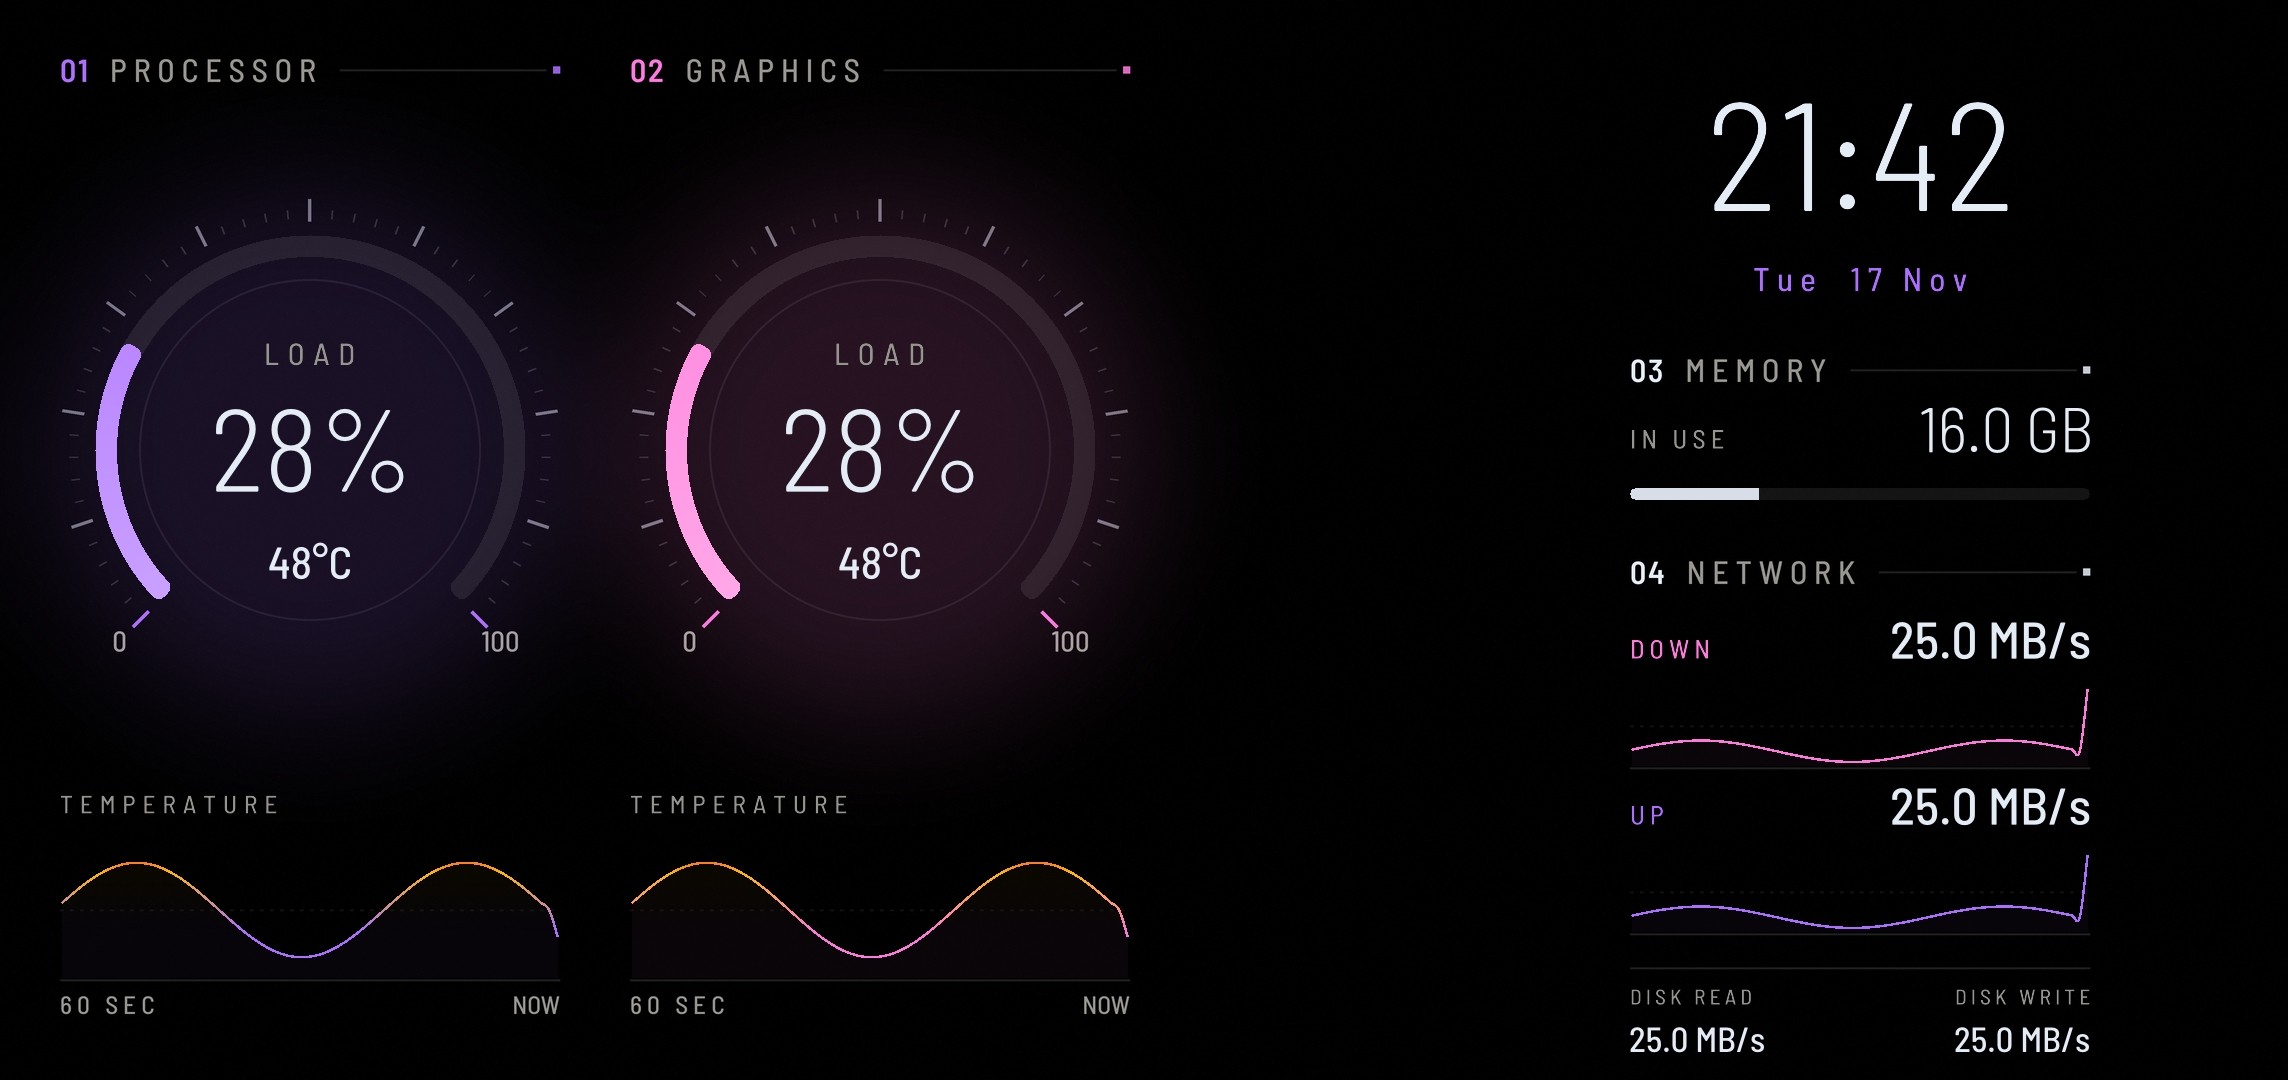 01 PROCESSOR
LOAD
28%
48°C
0
100
TEMPERATURE
60 SEC
NOW
02 GRAPHICS
LOAD
28%
48°C
0
100
TEMPERATURE
60 SEC
NOW
21:42
Tue 17 Nov
03 MEMORY
IN USE 16.0 GB
04 NETWORK
DOWN 25.0 MB/s
UP 25.0 MB/s
DISK READ
25.0 MB/s
DISK WRITE
25.0 MB/s